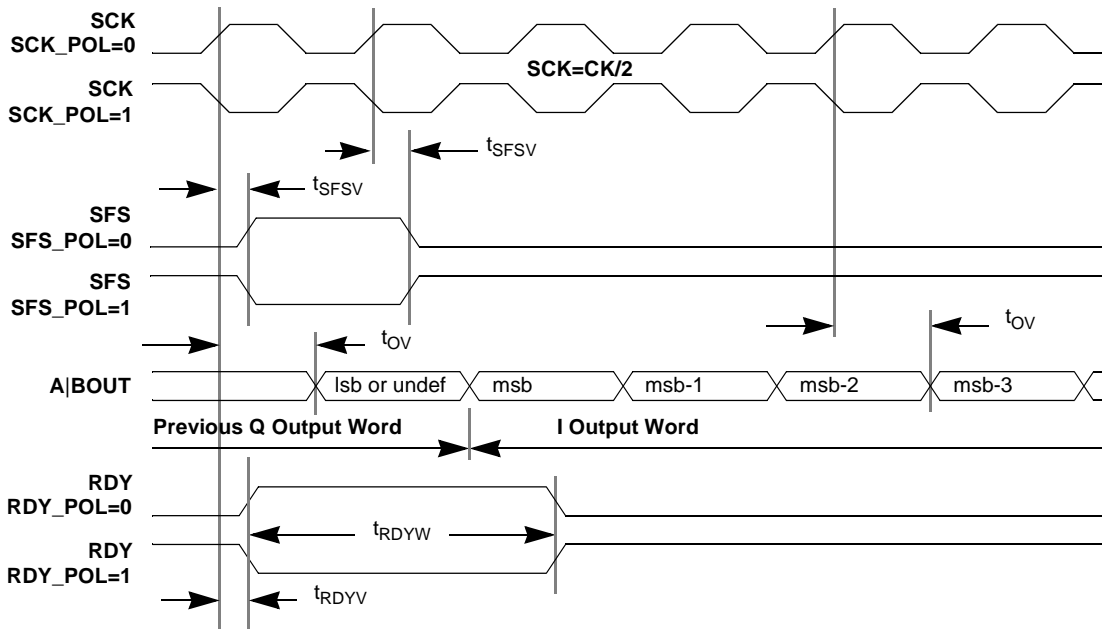 SCK
SCK_POL=0
SCK=CK/2
SCK
SCK_POL=1
tSFSV
tSFSV
SFS
SFS_POL=0
SFS
SFS_POL=1
tOV
tOV
A|BOUT
lsb or undef
msb
msb-1
msb-2
msb-3
Previous Q Output Word
I Output Word
RDY
RDY_POL=0
tRDYW
RDY
RDY_POL=1
tRDYV